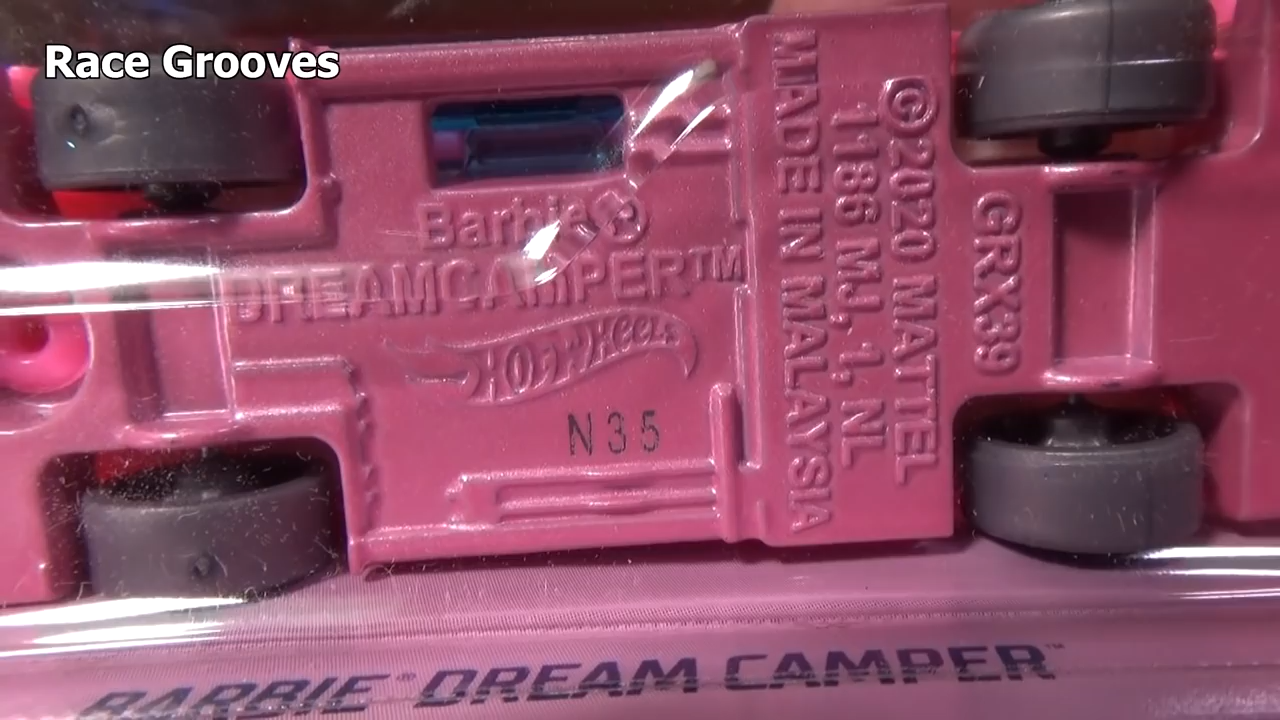 Race Grooves
Barbie®
DREAMCAMPER™
HOT WHEELS
N35
©2020 MATTEL
1186 MJ, 1, NL
MADE IN MALAYSIA
GRX39
BARBIE® DREAM CAMPER™